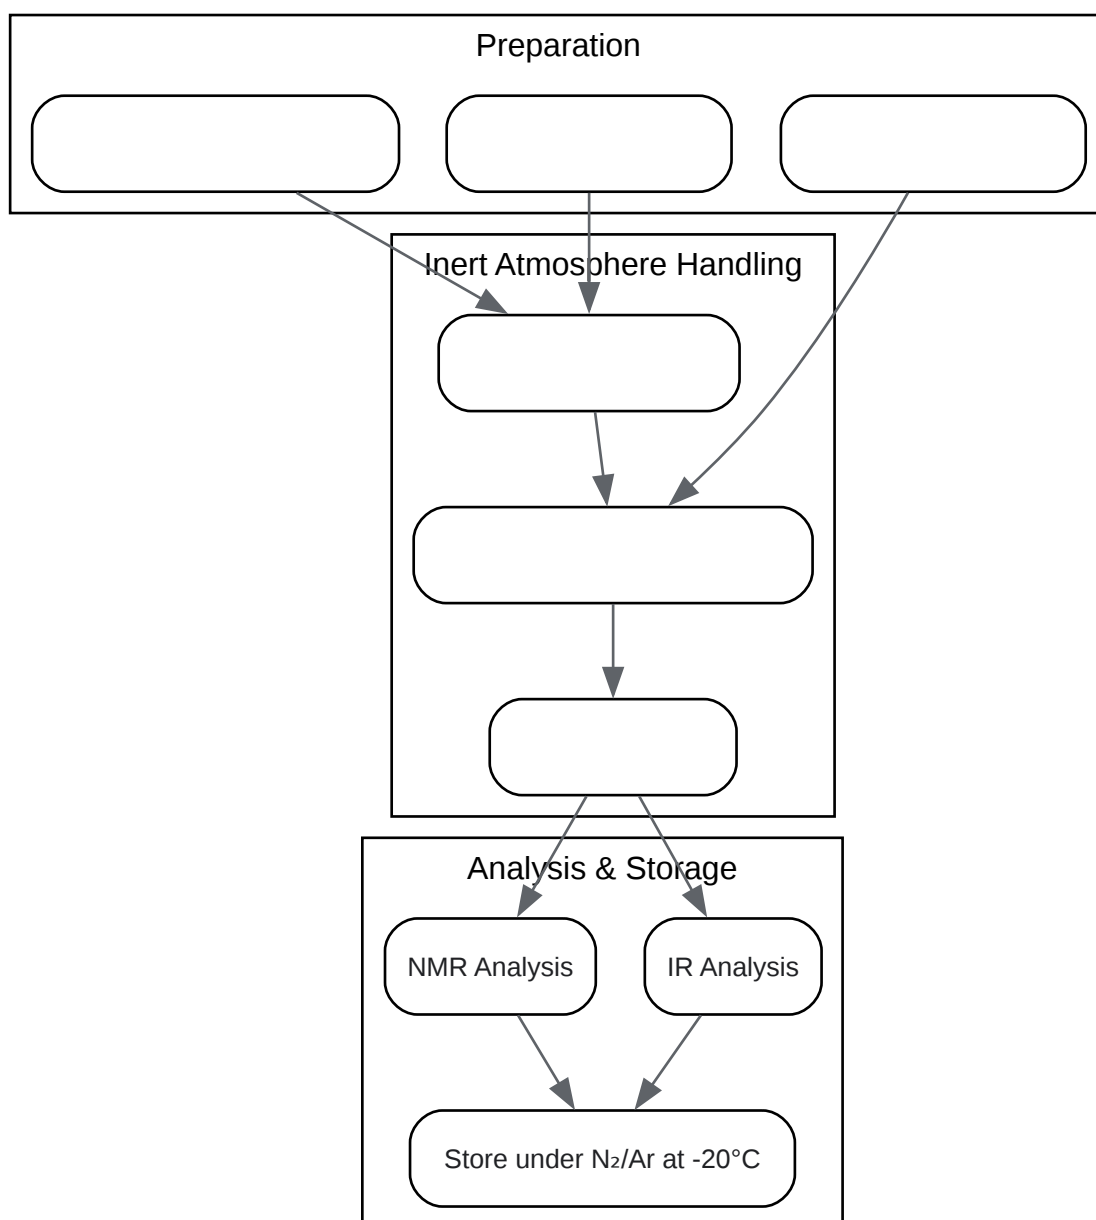 Preparation
Inert Atmosphere Handling
Analysis & Storage
NMR Analysis
IR Analysis
Store under N₂/Ar at -20°C